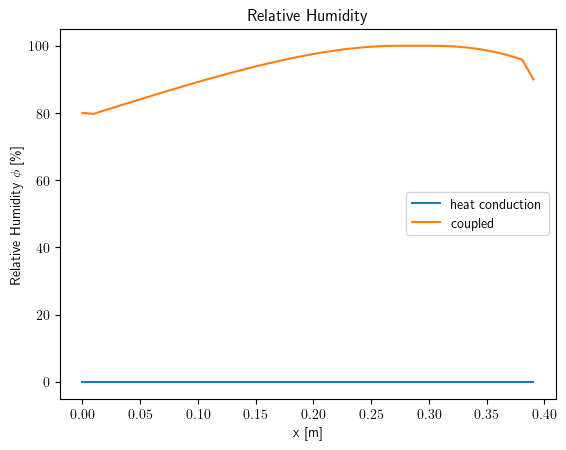 Relative Humidity
Relative Humidity ϕ [%]
100
80
60
40
20
0
heat conduction
coupled
0.00 0.05 0.10 0.15 0.20 0.25 0.30 0.35 0.40
x [m]